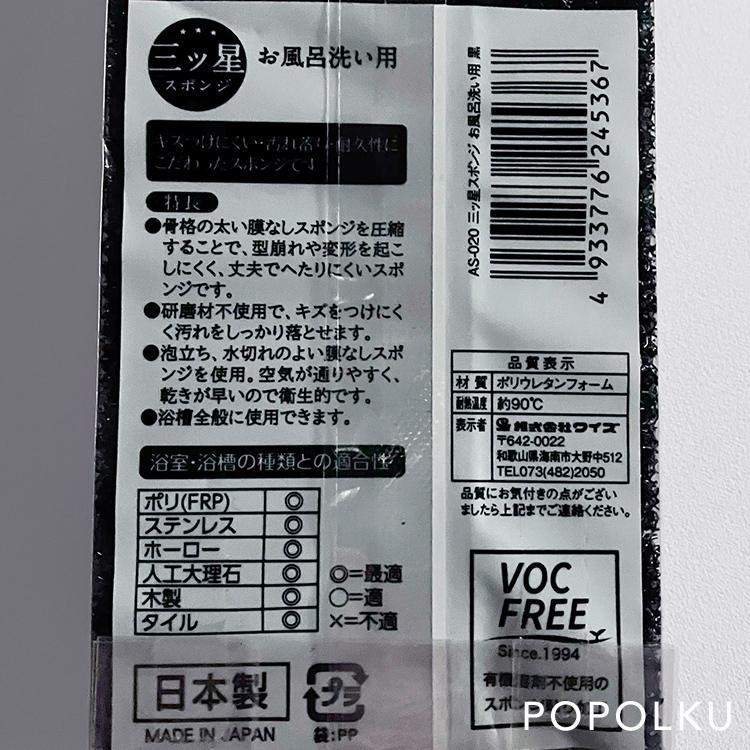 三ッ星
スポンジ
お風呂洗い用
キズつけにくい・汚れ落ち・耐久性に
こだわったスポンジです
特長
●骨格の太い膜なしスポンジを圧縮
することで、型崩れや変形を起こ
しにくく、丈夫でへたりにくいスポ
ンジです。
●研磨材不使用で、キズをつけにく
く汚れをしっかり落とせます。
●泡立ち、水切れのよい膜なしスポ
ンジを使用。空気が通りやすく、
乾きが早いので衛生的です。
●浴槽全般に使用できます。
浴室・浴槽の種類との適合性
ポリ(FRP) ◎
ステンレス ◎
ホーロー ◎
人工大理石 ◎
木製 ◎
タイル ◎
◎=最適
○=適
×=不適
日本製
MADE IN JAPAN
プラ
袋:PP
AS-020 三ッ星スポンジ お風呂洗い用 黒
4 933776 245367
品質表示
材質 ポリウレタンフォーム
耐熱温度 約90℃
表示者 株式会社ワイズ
〒642-0022
和歌山県海南市大野中512
TEL073(482)2050
品質にお気付きの点がござい
ましたら上記までご連絡ください。
VOC
FREE
Since.1994
有機溶剤不使用の
スポンジ
POPOLKU